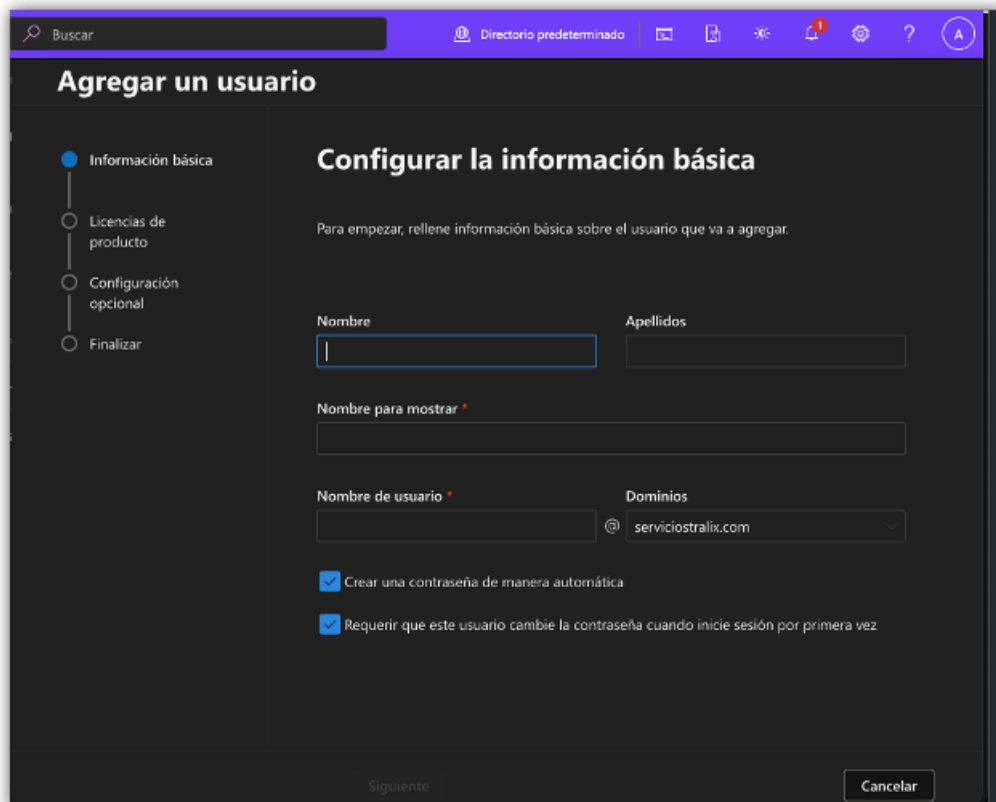 Buscar
Directorio predeterminado
1
?
A
Agregar un usuario
Información básica
Licencias de
producto
Configuración
opcional
Finalizar
Configurar la información básica
Para empezar, rellene información básica sobre el usuario que va a agregar.
Nombre
Apellidos
Nombre para mostrar *
Nombre de usuario *
Dominios
@ serviciostralix.com
Crear una contraseña de manera automática
Requerir que este usuario cambie la contraseña cuando inicie sesión por primera vez
Siguiente
Cancelar